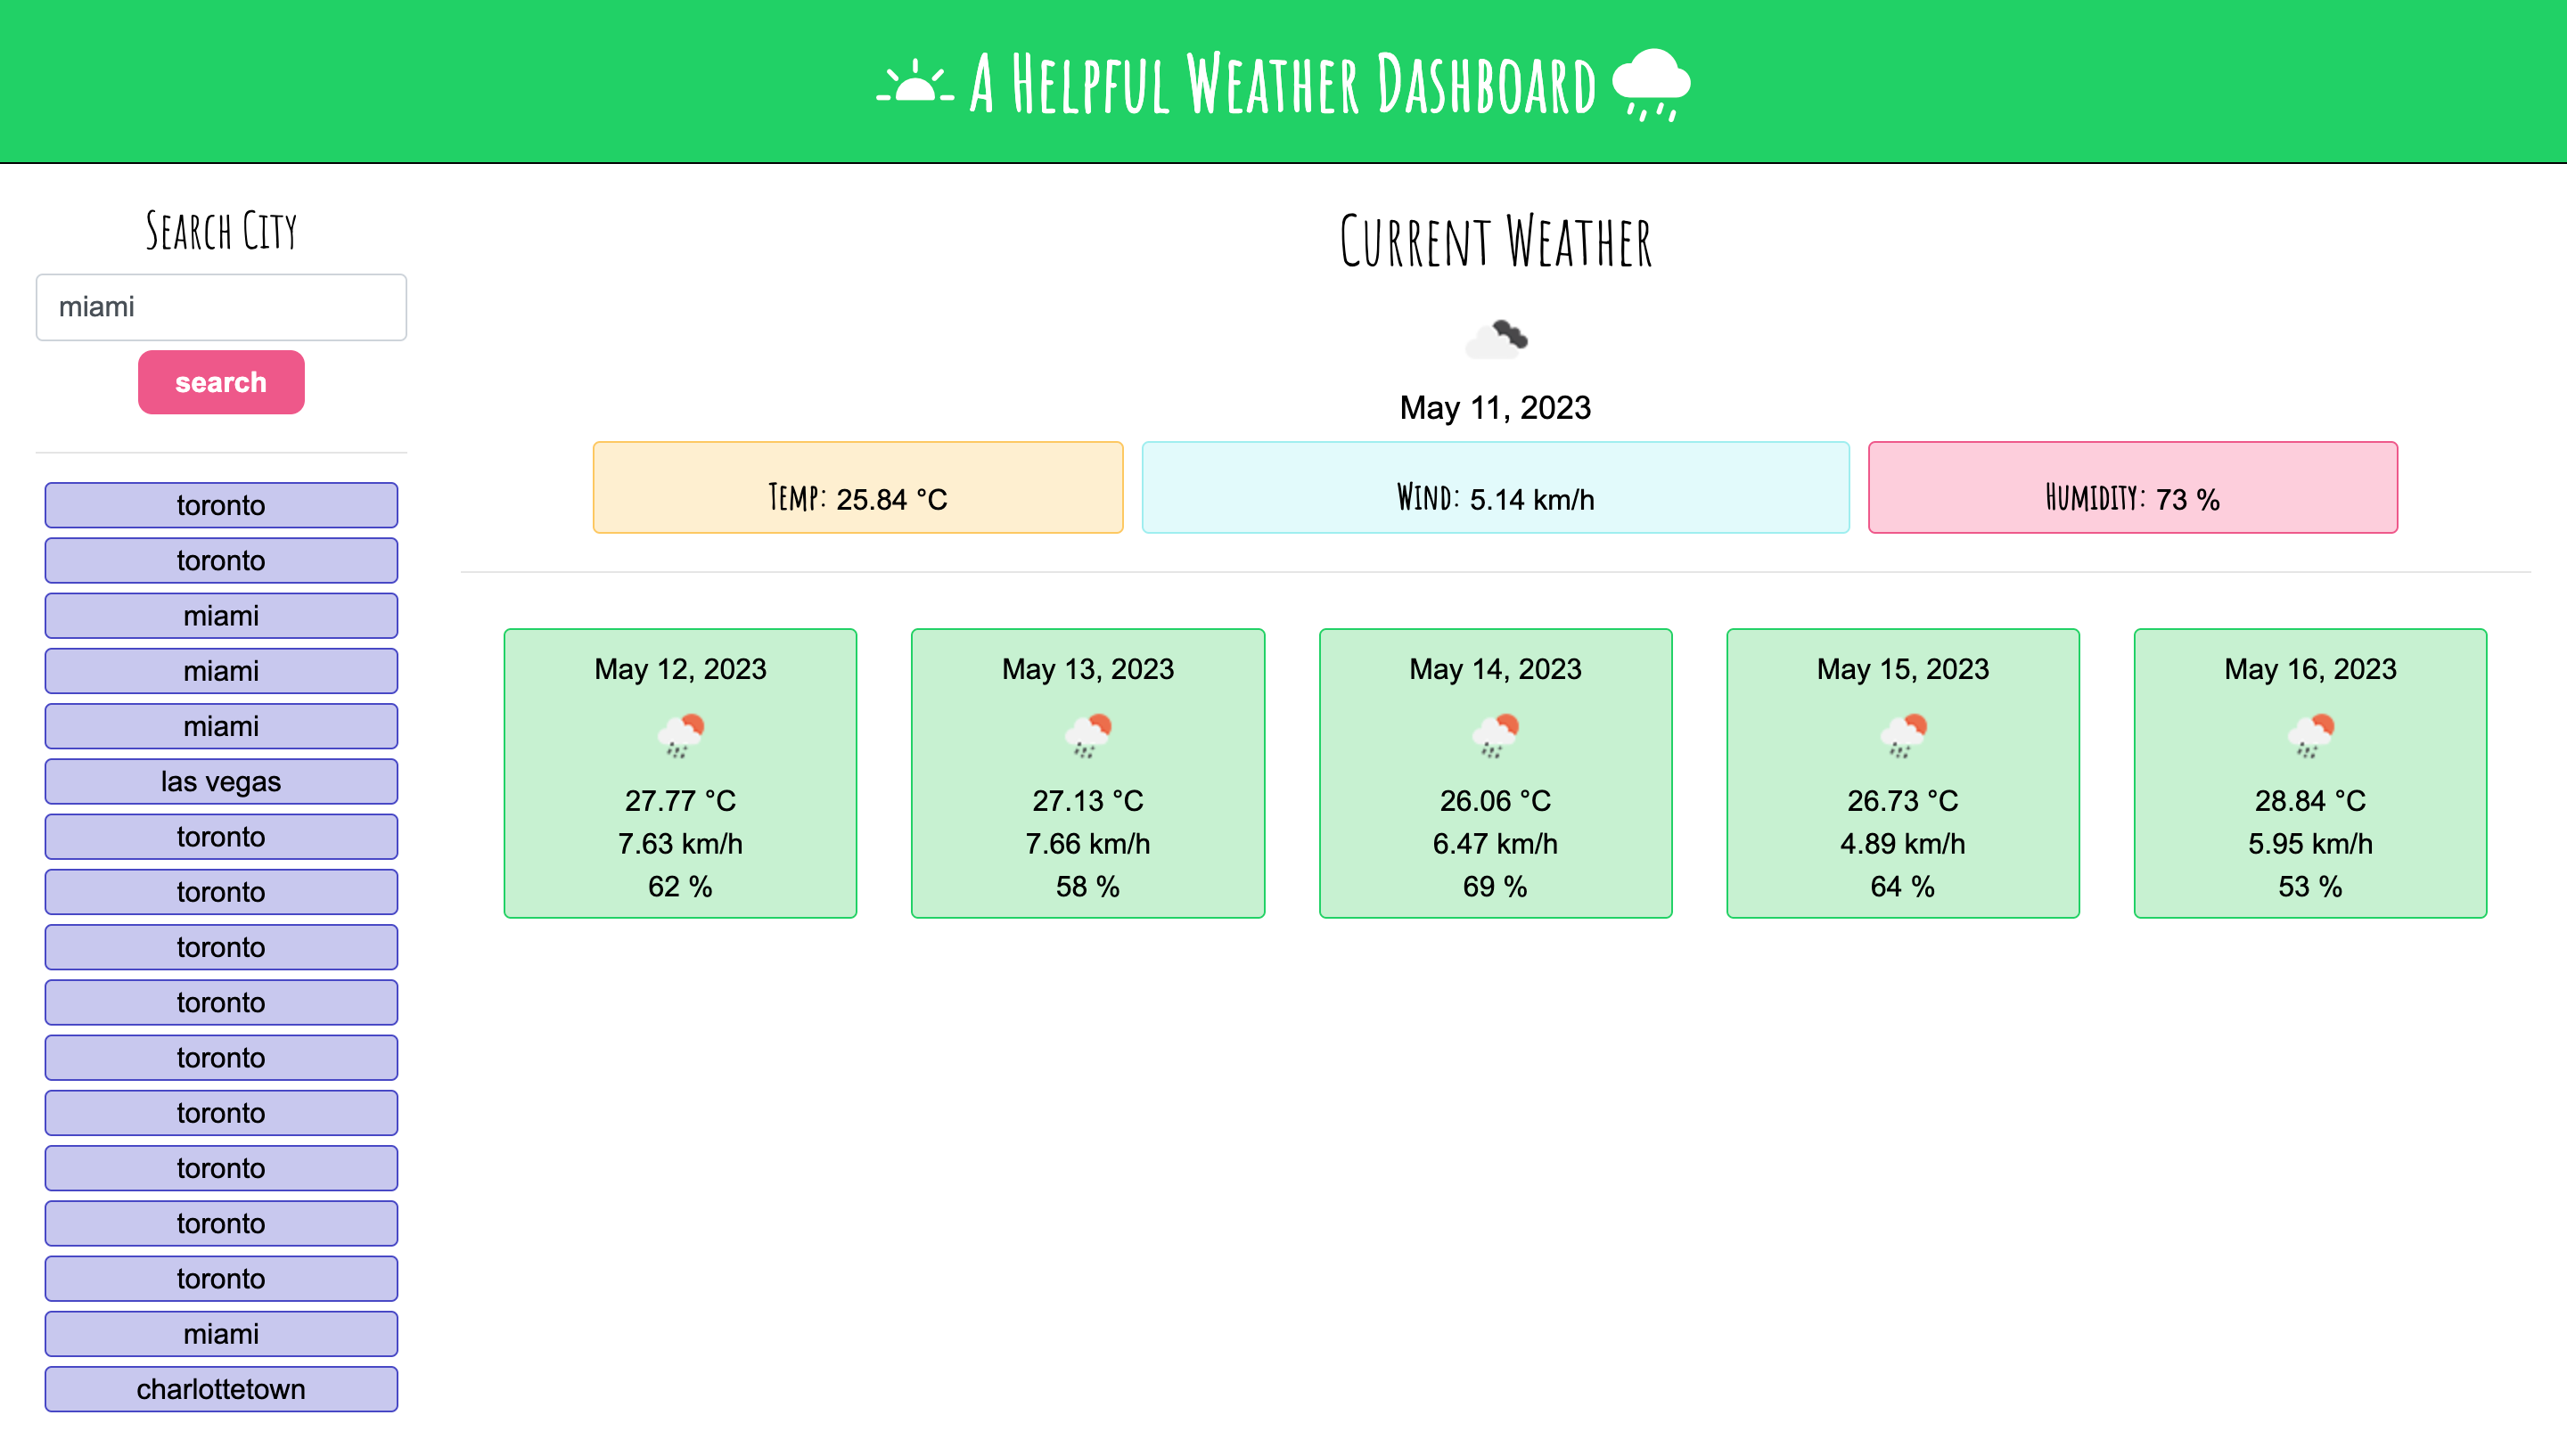 A Helpful Weather Dashboard
Search City
miami
search
toronto
toronto
miami
miami
miami
las vegas
toronto
toronto
toronto
toronto
toronto
toronto
toronto
toronto
toronto
miami
charlottetown
Current Weather
May 11, 2023
Temp: 25.84 °C
Wind: 5.14 km/h
Humidity: 73 %
May 12, 2023
27.77 °C
7.63 km/h
62 %
May 13, 2023
27.13 °C
7.66 km/h
58 %
May 14, 2023
26.06 °C
6.47 km/h
69 %
May 15, 2023
26.73 °C
4.89 km/h
64 %
May 16, 2023
28.84 °C
5.95 km/h
53 %